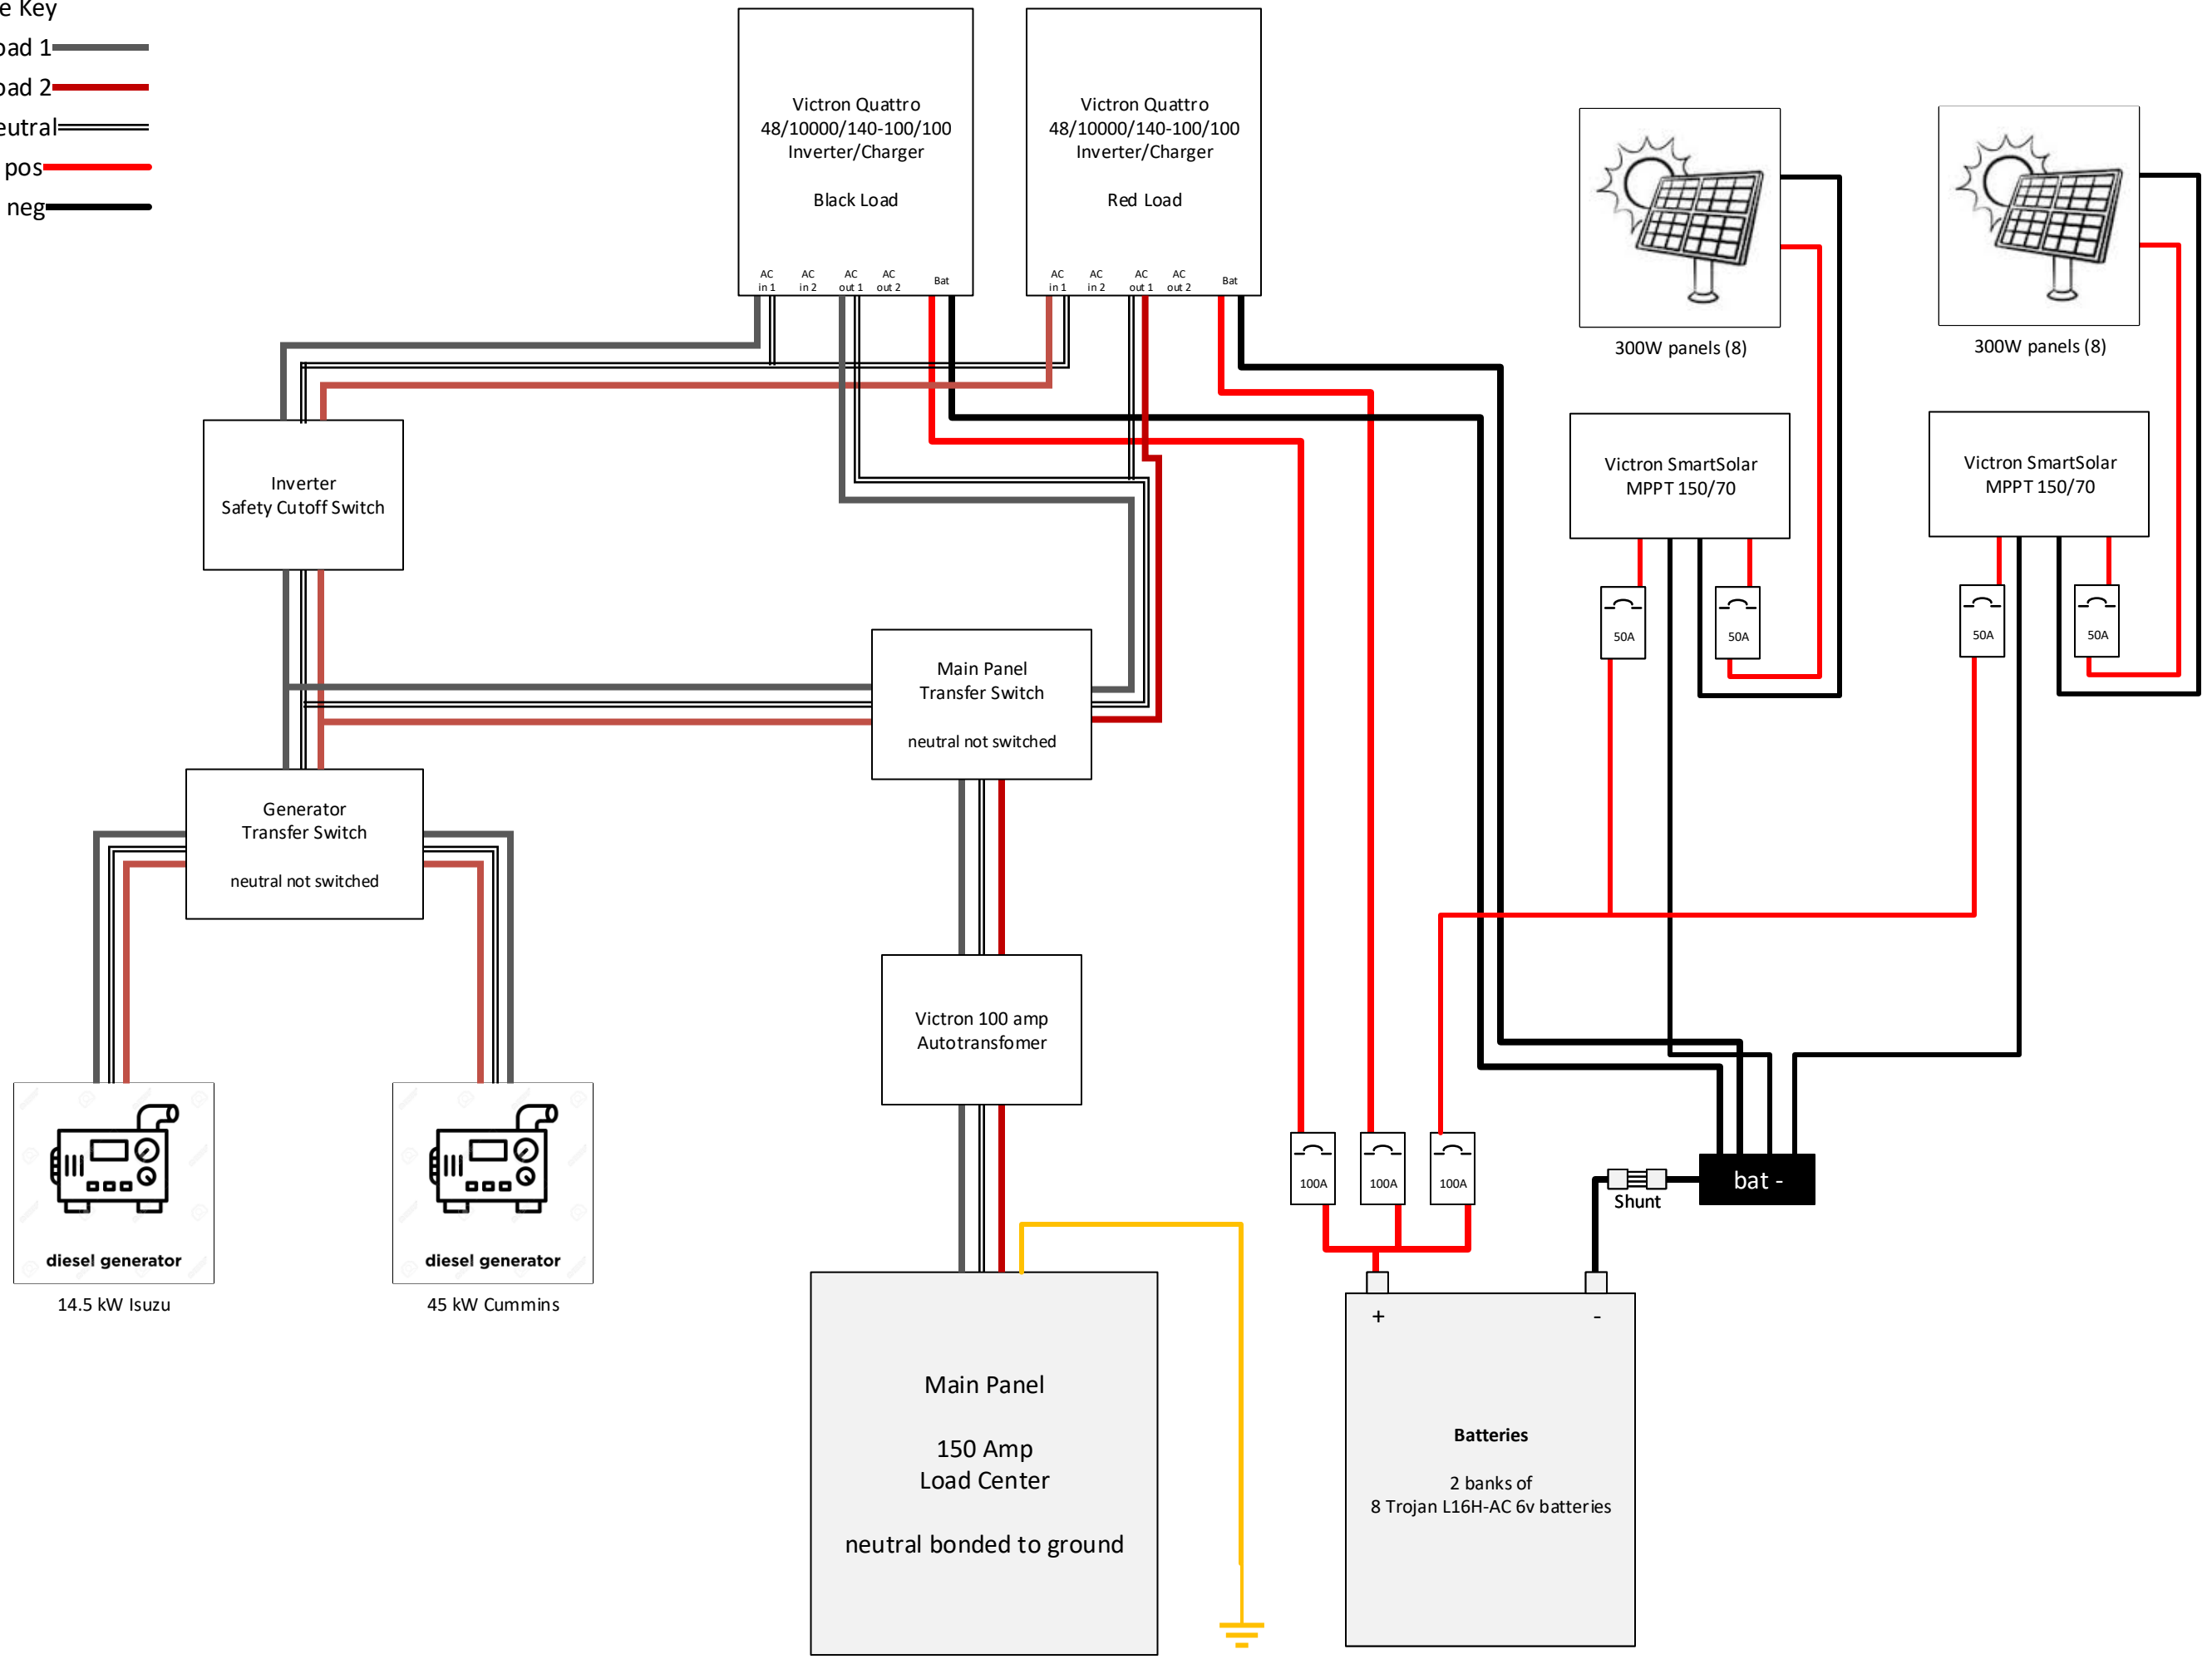 e Key
oad 1
oad 2
eutral
pos
neg
Victron Quattro
48/10000/140-100/100
Inverter/Charger
Black Load
AC
in 1
AC
in 2
AC
out 1
AC
out 2
Bat
Victron Quattro
48/10000/140-100/100
Inverter/Charger
Red Load
AC
in 1
AC
in 2
AC
out 1
AC
out 2
Bat
300W panels (8)
300W panels (8)
Inverter
Safety Cutoff Switch
Victron SmartSolar
MPPT 150/70
Victron SmartSolar
MPPT 150/70
50A
50A
50A
50A
Main Panel
Transfer Switch
neutral not switched
Generator
Transfer Switch
neutral not switched
Victron 100 amp
Autotransfomer
diesel generator
14.5 kW Isuzu
diesel generator
45 kW Cummins
100A
100A
100A
Shunt
bat -
Main Panel
150 Amp
Load Center
neutral bonded to ground
+
-
Batteries
2 banks of
8 Trojan L16H-AC 6v batteries